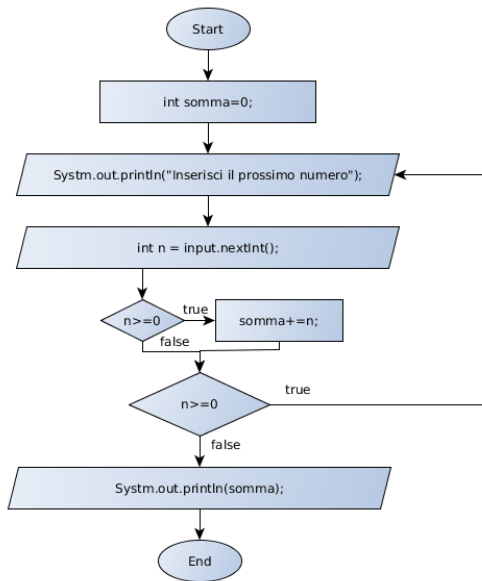 Start
int somma=0;
Systm.out.println("Inserisci il prossimo numero");
int n = input.nextInt();
n>=0
true
somma+=n;
false
n>=0
true
false
Systm.out.println(somma);
End